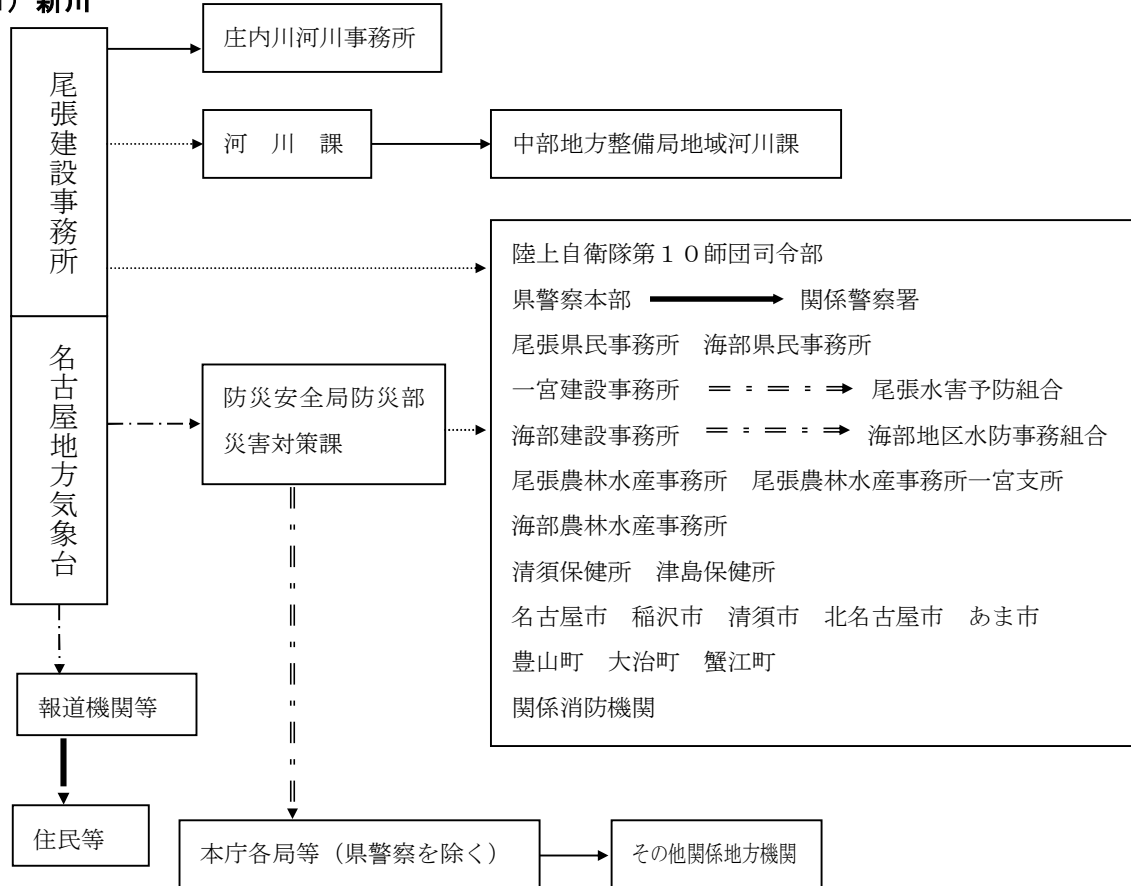 新川
庄内川河川事務所
尾張建設事務所
河　川　課
中部地方整備局地域河川課
陸上自衛隊第１０師団司令部
県警察本部　関係警察署
尾張県民事務所　海部県民事務所
一宮建設事務所　尾張水害予防組合
海部建設事務所　海部地区水防事務組合
尾張農林水産事務所　尾張農林水産事務所一宮支所
海部農林水産事務所
清須保健所　津島保健所
名古屋市　稲沢市　清須市　北名古屋市　あま市
豊山町　大治町　蟹江町
関係消防機関
名古屋地方気象台
防災安全局防災部
災害対策課
報道機関等
住民等
本庁各局等（県警察を除く）
その他関係地方機関